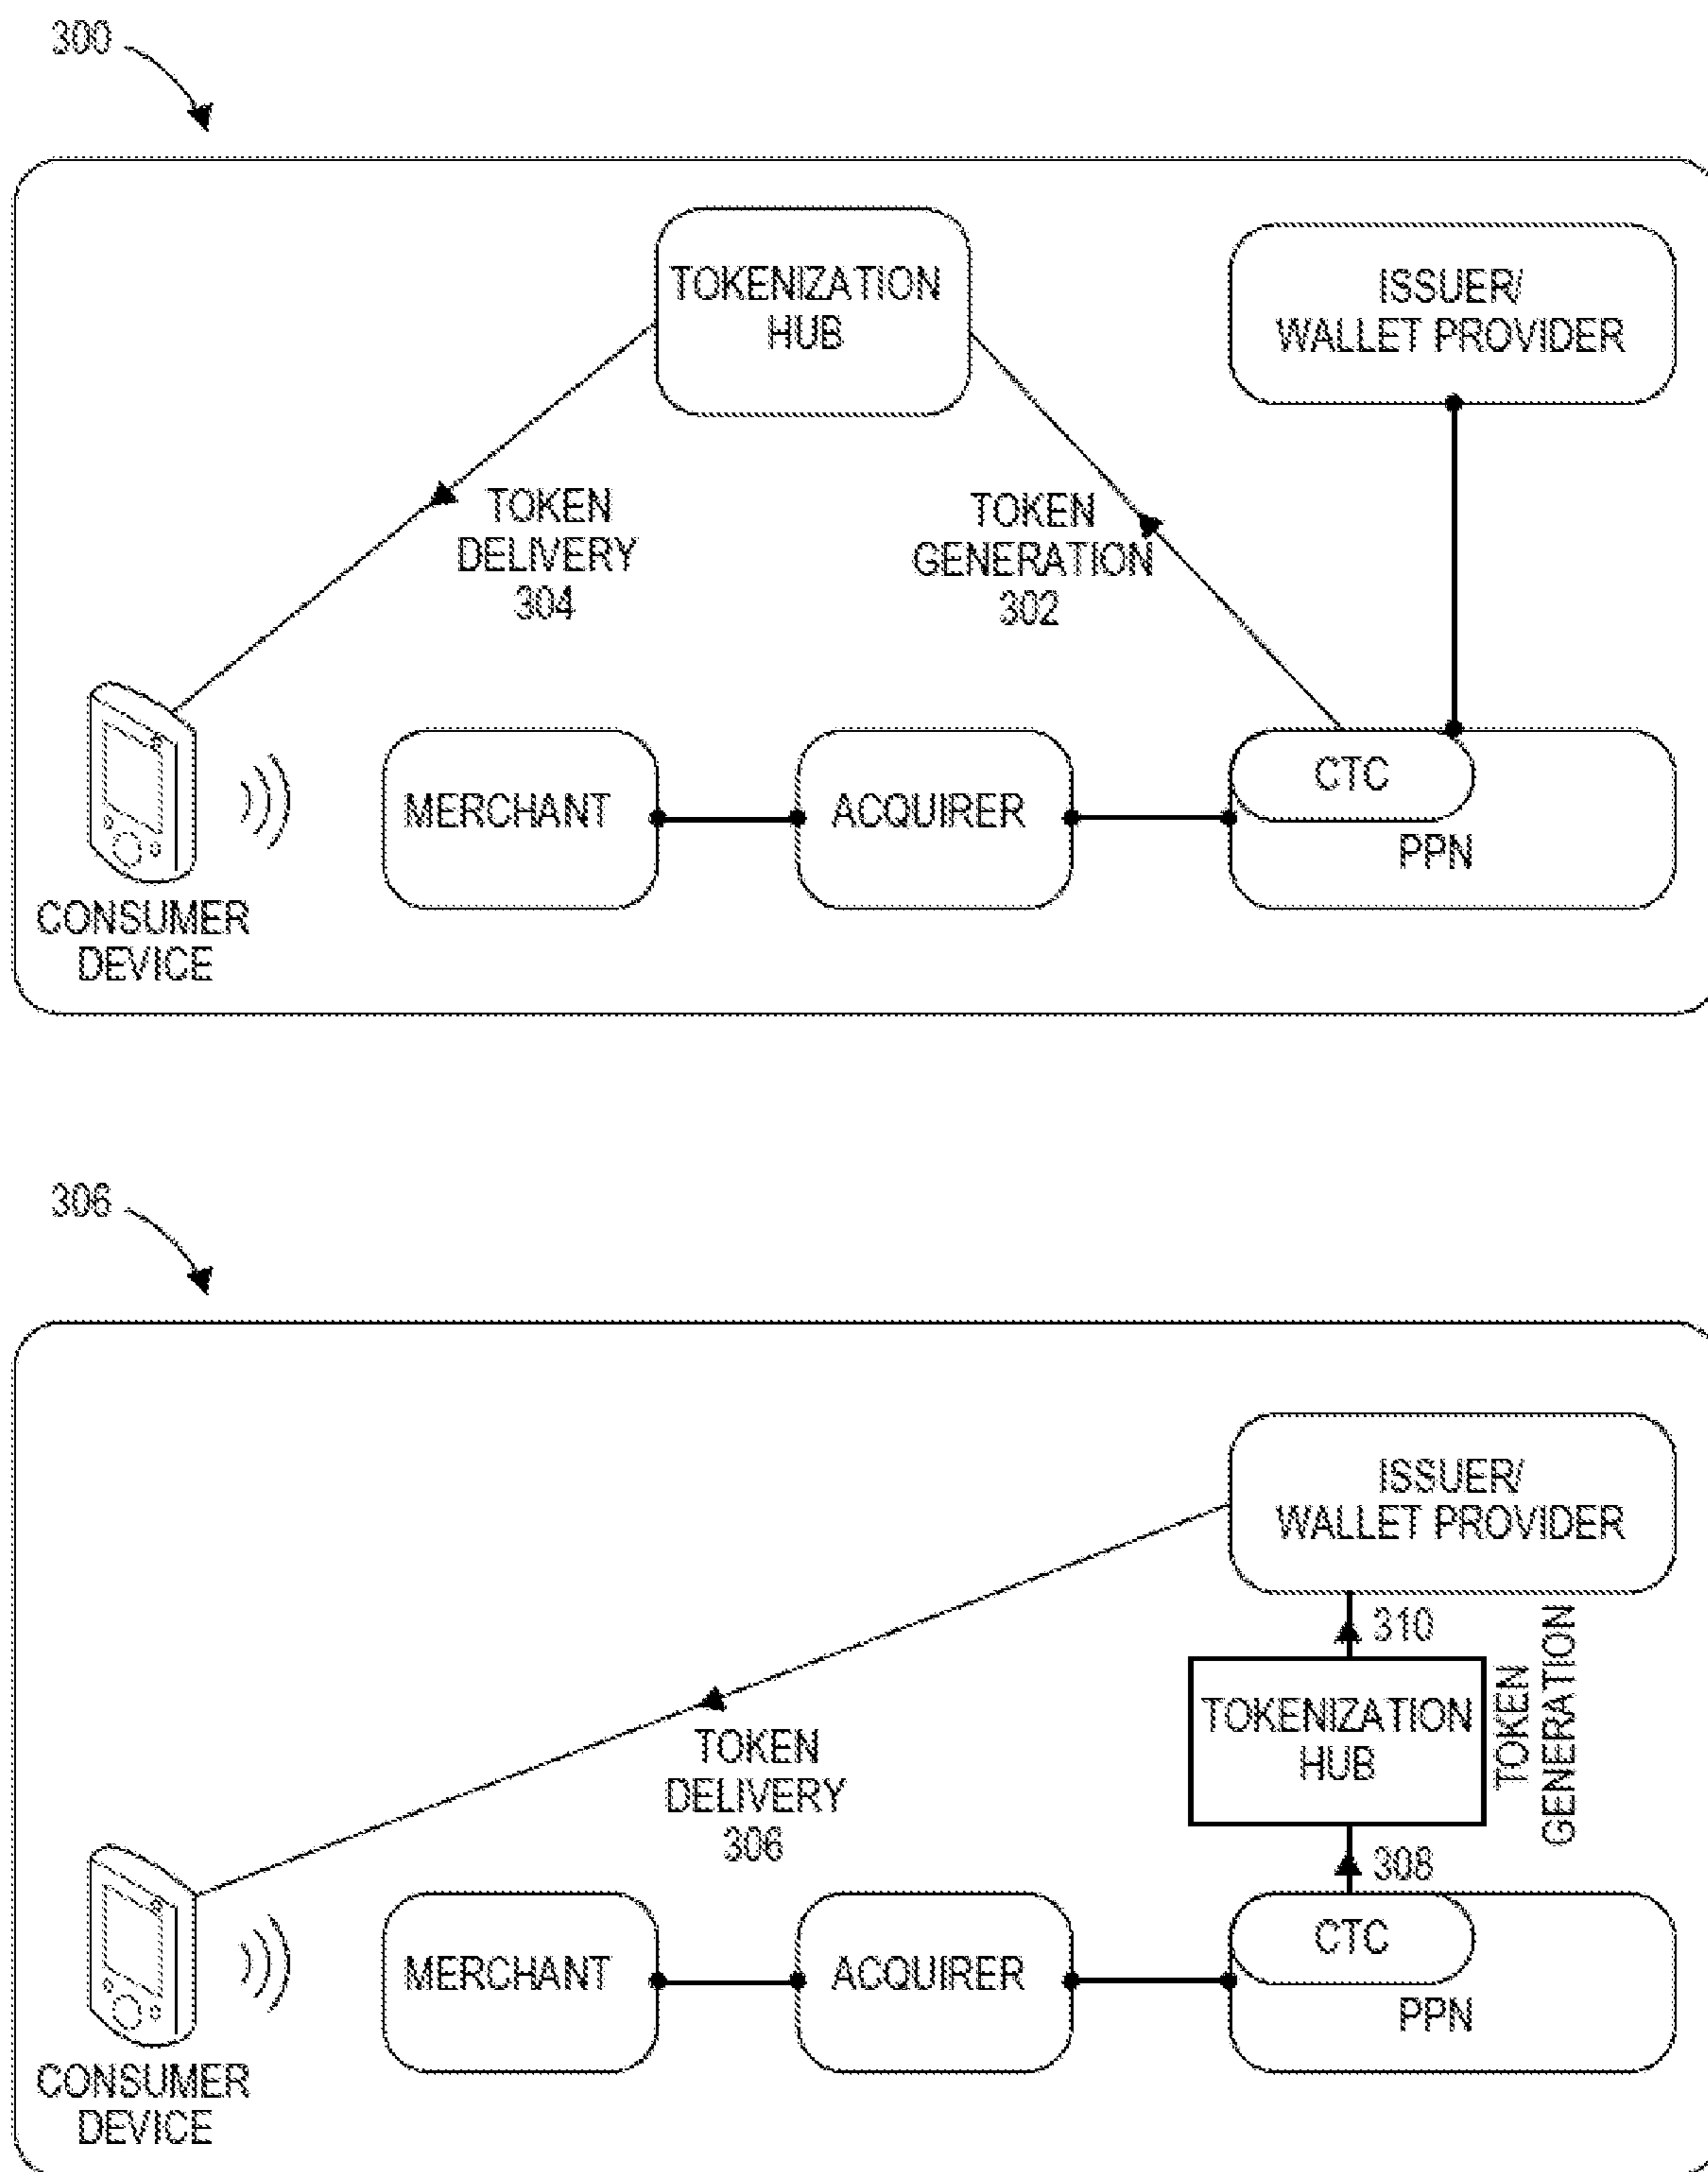 300
TOKENIZATION
HUB
ISSUER/
WALLET PROVIDER
TOKEN
DELIVERY
304
TOKEN
GENERATION
302
MERCHANT
ACQUIRER
CTC
PPN
CONSUMER
DEVICE
306
ISSUER/
WALLET PROVIDER
310
TOKENIZATION
HUB
TOKEN
GENERATION
TOKEN
DELIVERY
306
308
MERCHANT
ACQUIRER
CTC
PPN
CONSUMER
DEVICE